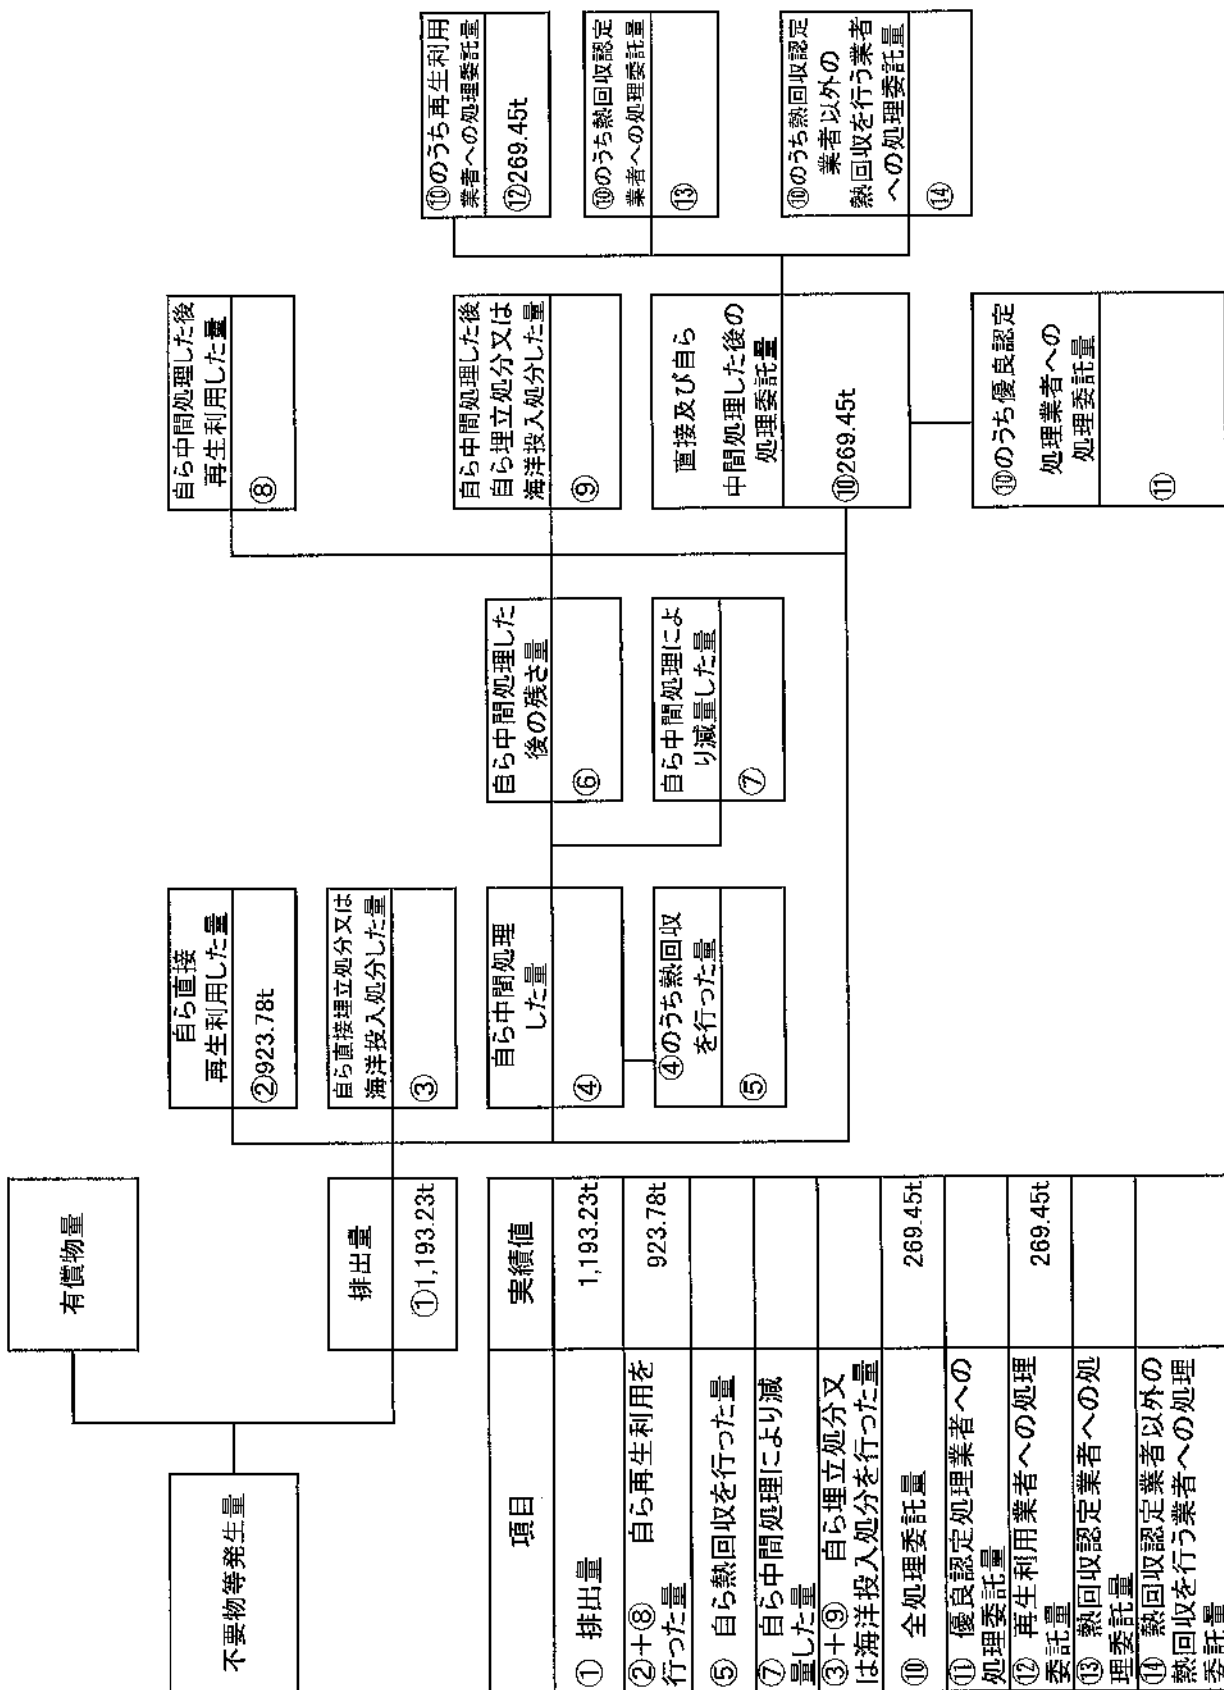 不要物等発生量
有償物量
排出量
①1,193.23t
自ら直接
再生利用した量
②923.78t
自ら直接埋立処分又は
海洋投入処分した量
③
自ら中間処理
した量
④
④のうち熱回収
を行った量
⑤
自ら中間処理した
後の残さ量
⑥
自ら中間処理によ
り減量した量
⑦
自ら中間処理した後
再生利用した量
⑧
自ら中間処理した後
自ら埋立処分又は
海洋投入処分した量
⑨
直接及び自ら
中間処理した後の
処理委託量
⑩269.45t
⑩のうち優良認定
処理業者への
処理委託量
⑪
⑩のうち再生利用
業者への処理委託量
⑫269.45t
⑩のうち熱回収認定
業者への処理委託量
⑬
⑩のうち熱回収認定
業者以外の
熱回収を行う業者
への処理委託量
⑭
項目 実績値
① 排出量 1,193.23t
②+⑧ 自ら再生利用を
行った量 923.78t
⑤ 自ら熱回収を行った量
⑦ 自ら中間処理により減
量した量
③+⑨ 自ら埋立処分又
は海洋投入処分を行った量
⑩ 全処理委託量 269.45t
⑪ 優良認定処理業者への
処理委託量
⑫ 再生利用業者への処理
委託量 269.45t
⑬ 熱回収認定業者への処
理委託量
⑭ 熱回収認定業者以外の
熱回収を行う業者への処理
委託量